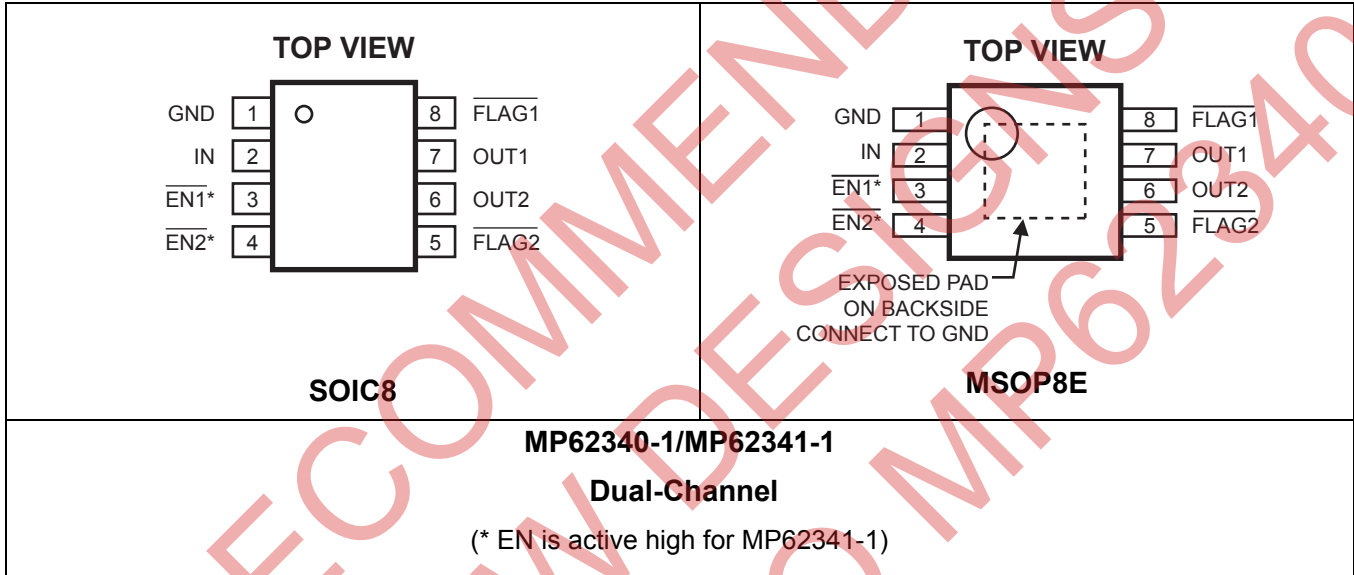 TOP VIEW
GND 1 8 FLAG1
IN 2 7 OUT1
EN1* 3 6 OUT2
EN2* 4 5 FLAG2
SOIC8
TOP VIEW
GND 1 8 FLAG1
IN 2 7 OUT1
EN1* 3 6 OUT2
EN2* 4 5 FLAG2
EXPOSED PAD
ON BACKSIDE
CONNECT TO GND
MSOP8E
MP62340-1/MP62341-1
Dual-Channel
(* EN is active high for MP62341-1)
DESIGNS
MP62340